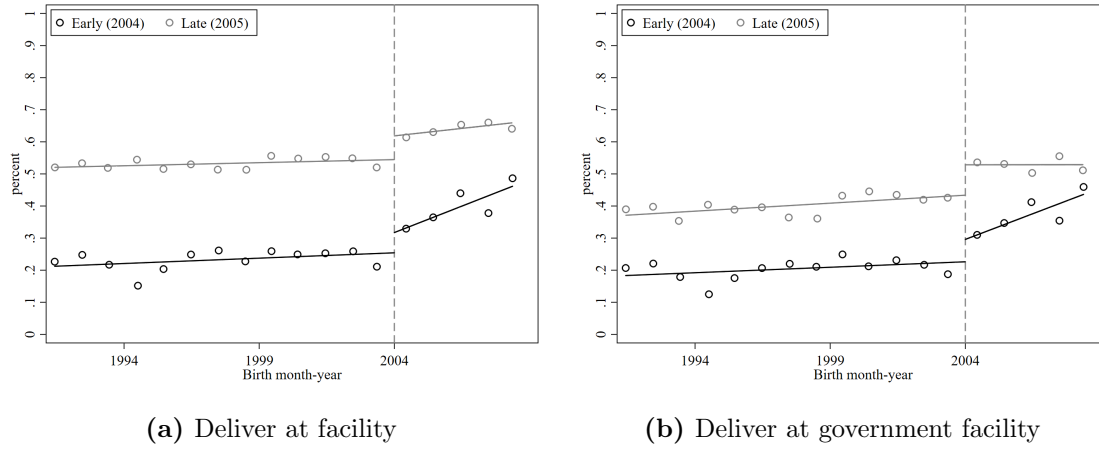 Early (2004) Late (2005)
percent
1
.9
.8
.7
.6
.5
.4
.3
.2
.1
0
1994 1999 2004
Birth month-year
(a) Deliver at facility
Early (2004) Late (2005)
percent
1
.9
.8
.7
.6
.5
.4
.3
.2
.1
0
1994 1999 2004
Birth month-year
(b) Deliver at government facility